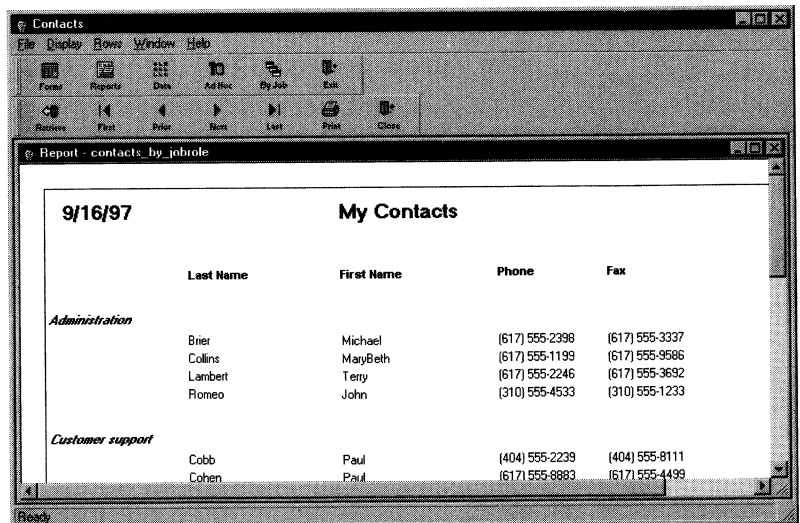 Contacts
File Display Rows Window Help
Forms Reports Data Ad Hoc By Job Exit
Retrieve First Prior Next Last Print Close
Report - contacts_by_jobrole
9/16/97 My Contacts
Last Name First Name Phone Fax
Administration
Brier Michael (617) 555-2398 (617) 555-3337
Collins MaryBeth (617) 555-1199 (617) 555-9586
Lambert Terry (617) 555-2246 (617) 555-3692
Romeo John (310) 555-4533 (310) 555-1233
Customer support
Cobb Paul (404) 555-2239 (404) 555-8111
Cohen Paul (617) 555-8883 (617) 555-4499
Ready